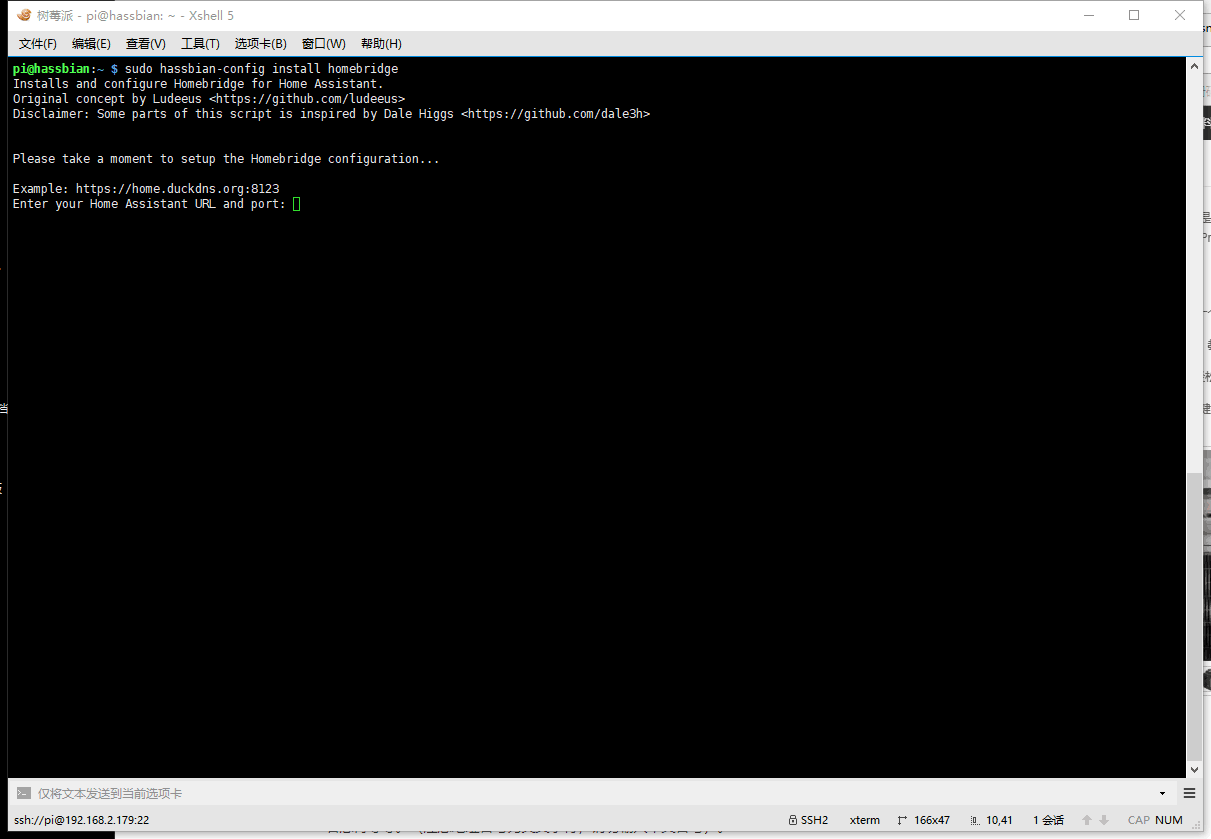 树莓派 - pi@hassbian: ~ - Xshell 5
文件(F) 编辑(E) 查看(V) 工具(T) 选项卡(B) 窗口(W) 帮助(H)
pi@hassbian:~ $ sudo hassbian-config install homebridge
Installs and configure Homebridge for Home Assistant.
Original concept by Ludeeus <https://github.com/ludeeus>
Disclaimer: Some parts of this script is inspired by Dale Higgs <https://github.com/dale3h>
Please take a moment to setup the Homebridge configuration...
Example: https://home.duckdns.org:8123
Enter your Home Assistant URL and port:
仅将文本发送到当前选项卡
ssh://pi@192.168.2.179:22 SSH2 xterm 166x47 10,41 1 会话 CAP NUM